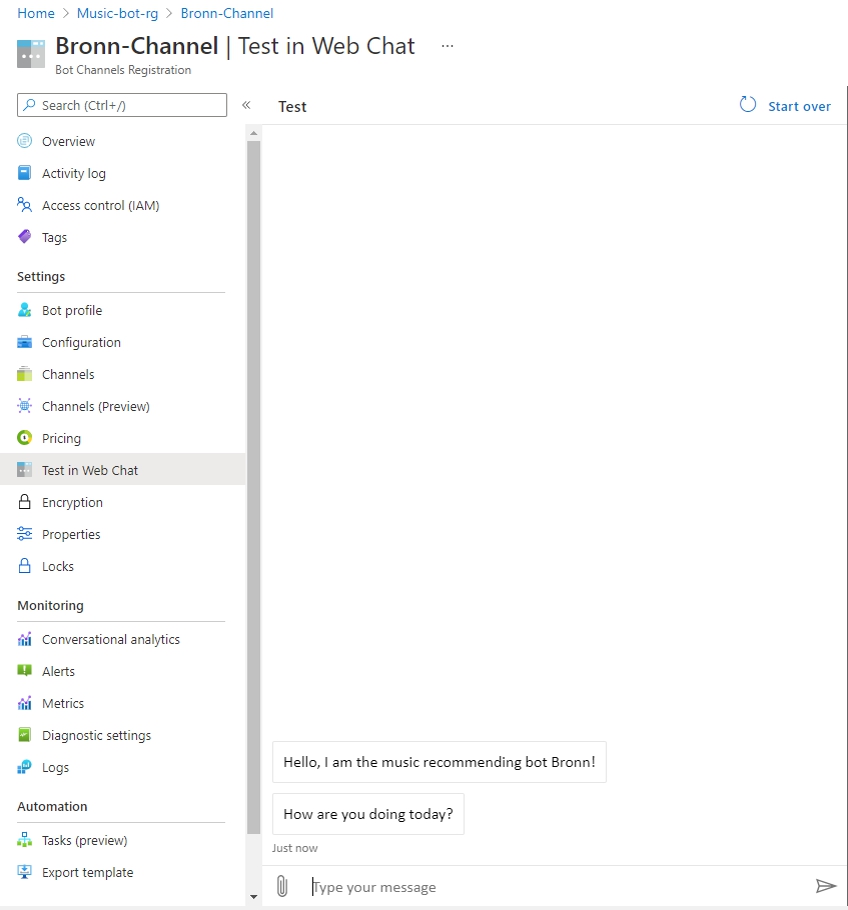 Home > Music-bot-rg > Bronn-Channel
Bronn-Channel | Test in Web Chat ...
Bot Channels Registration
Search (Ctrl+/)
«
Overview
Activity log
Access control (IAM)
Tags
Settings
Bot profile
Configuration
Channels
Channels (Preview)
Pricing
Test in Web Chat
Encryption
Properties
Locks
Monitoring
Conversational analytics
Alerts
Metrics
Diagnostic settings
Logs
Automation
Tasks (preview)
Export template
Test
Start over
Hello, I am the music recommending bot Bronn!
How are you doing today?
Just now
Type your message